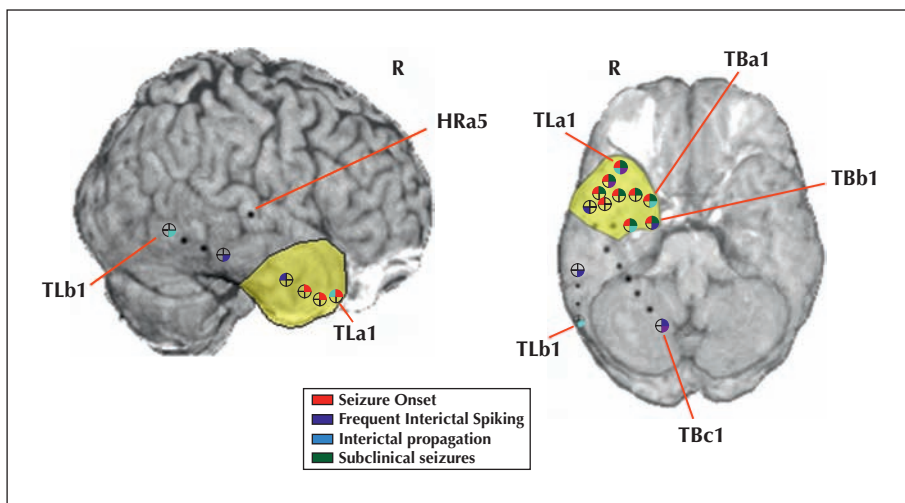 R
HRa5
TLb1
TLa1
R
TBa1
TLa1
TBb1
TLb1
TBc1
Seizure Onset
Frequent Interictal Spiking
Interictal propagation
Subclinical seizures